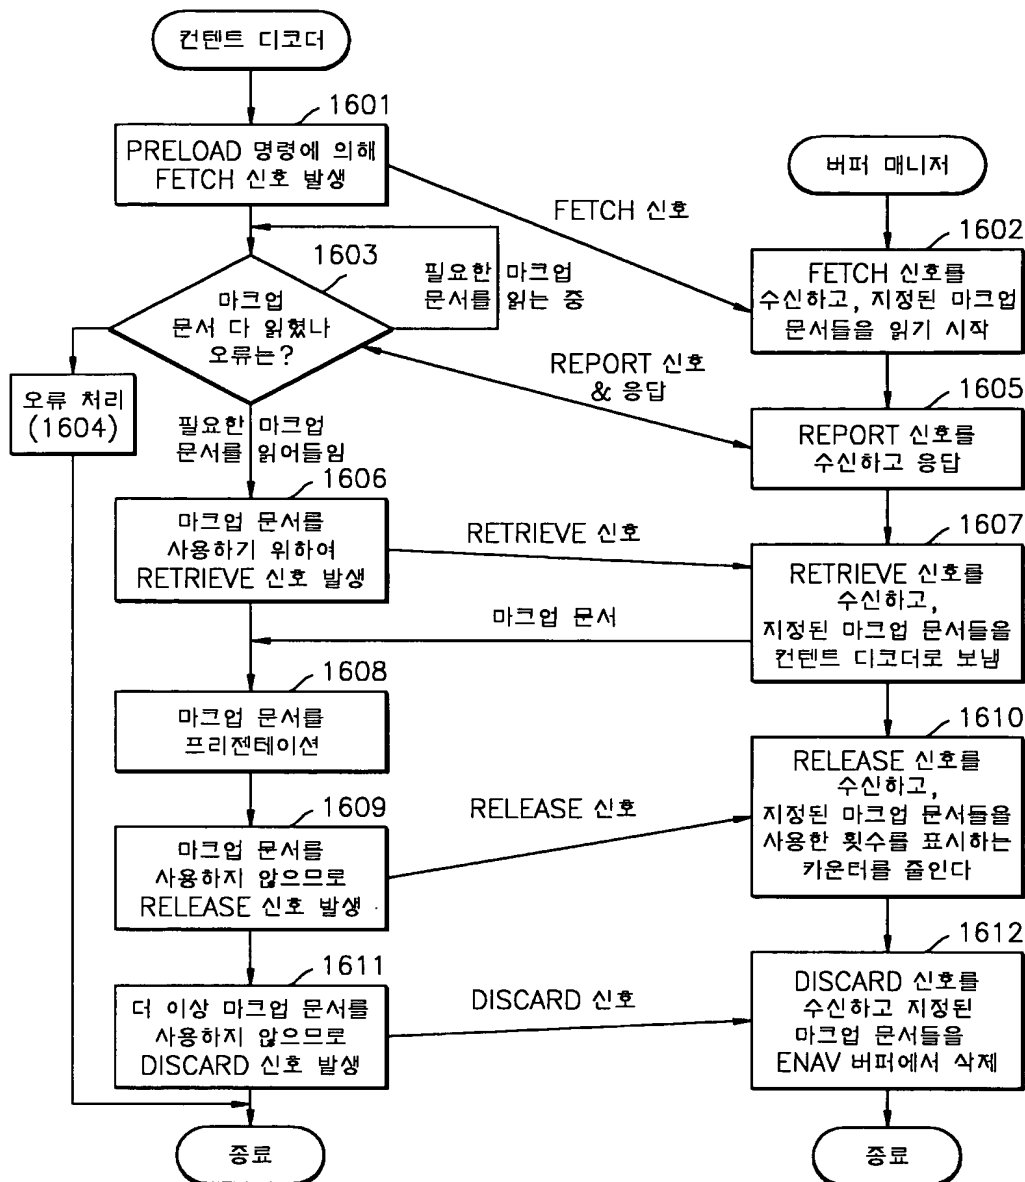 컨텐트 디코더
1601
PRELOAD 명령에 의해
FETCH 신호 발생
버퍼 매니저
FETCH 신호
1602
FETCH 신호를
수신하고, 지정된 마크업
문서들을 읽기 시작
1603
마크업
문서 다 읽혔나
오류는?
필요한 마크업
문서를 읽는 중
REPORT 신호
& 응답
오류 처리
(1604)
1605
REPORT 신호를
수신하고 응답
필요한 마크업
문서를 읽어들임
1606
마크업 문서를
사용하기 위하여
RETRIEVE 신호 발생
RETRIEVE 신호
1607
RETRIEVE 신호를
수신하고,
지정된 마크업 문서들을
컨텐트 디코더로 보냄
마크업 문서
1608
마크업 문서를
프리젠테이션
1610
RELEASE 신호를
수신하고,
지정된 마크업 문서들을
사용한 횟수를 표시하는
카운터를 줄인다
RELEASE 신호
1609
마크업 문서를
사용하지 않으므로
RELEASE 신호 발생
1611
더 이상 마크업 문서를
사용하지 않으므로
DISCARD 신호 발생
DISCARD 신호
1612
DISCARD 신호를
수신하고 지정된
마크업 문서들을
ENAV 버퍼에서 삭제
종료
종료